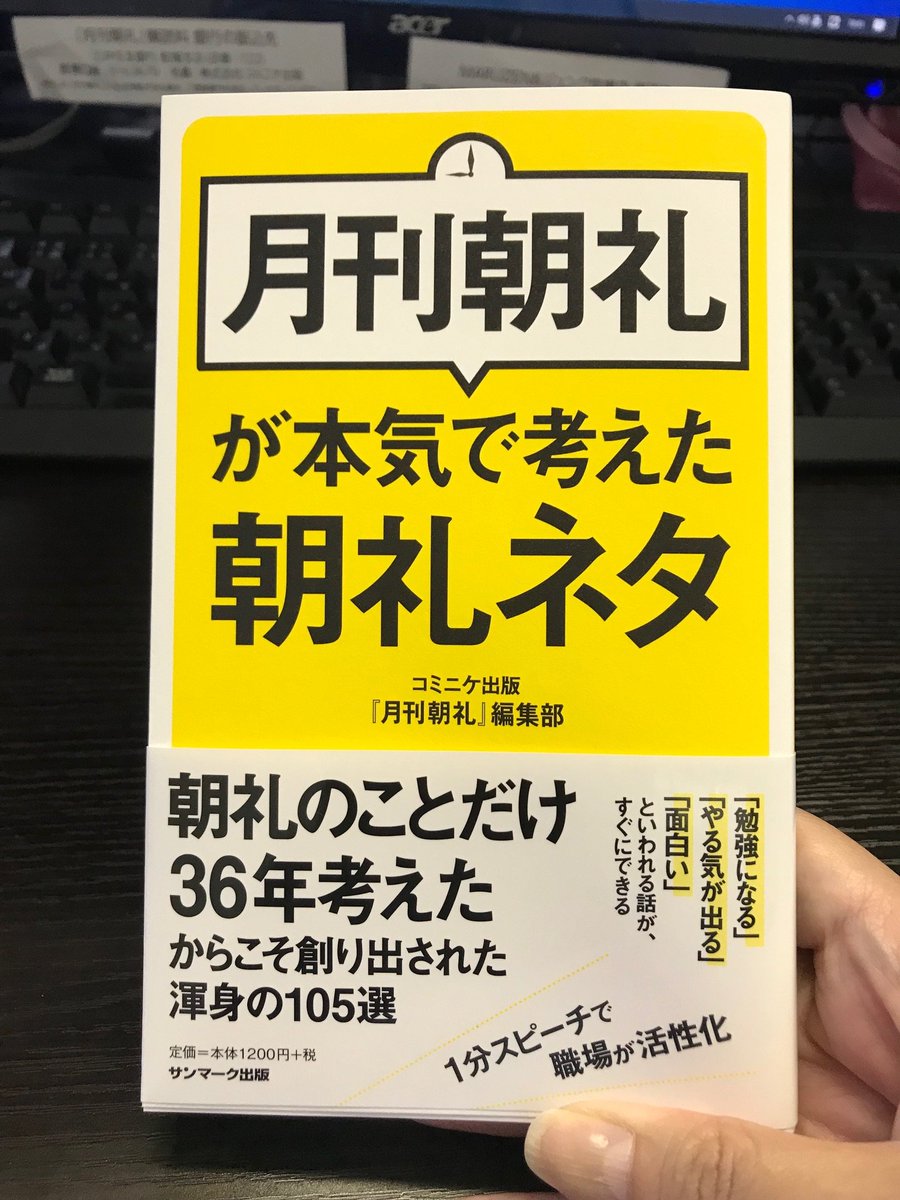 acer
月刊朝礼
が本気で考えた
朝礼ネタ
コミニケ出版
『月刊朝礼』編集部
「勉強になる」
「やる気が出る」
「面白い」
といわれる話が、
すぐにできる
朝礼のことだけ
36年考えた
からこそ創り出された
渾身の105選
1分スピーチで
職場が活性化
定価=本体1200円+税
サンマーク出版